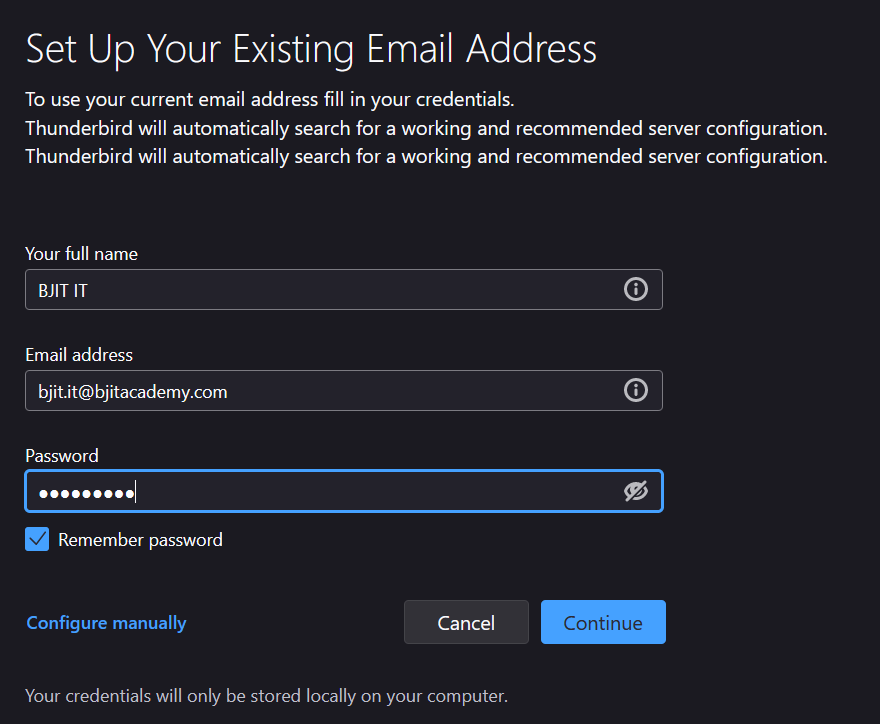 Set Up Your Existing Email Address
To use your current email address fill in your credentials.
Thunderbird will automatically search for a working and recommended server configuration.
Thunderbird will automatically search for a working and recommended server configuration.
Your full name
BJIT IT
Email address
bjit.it@bjitacademy.com
Password
•••••••••
Remember password
Configure manually
Cancel
Continue
Your credentials will only be stored locally on your computer.